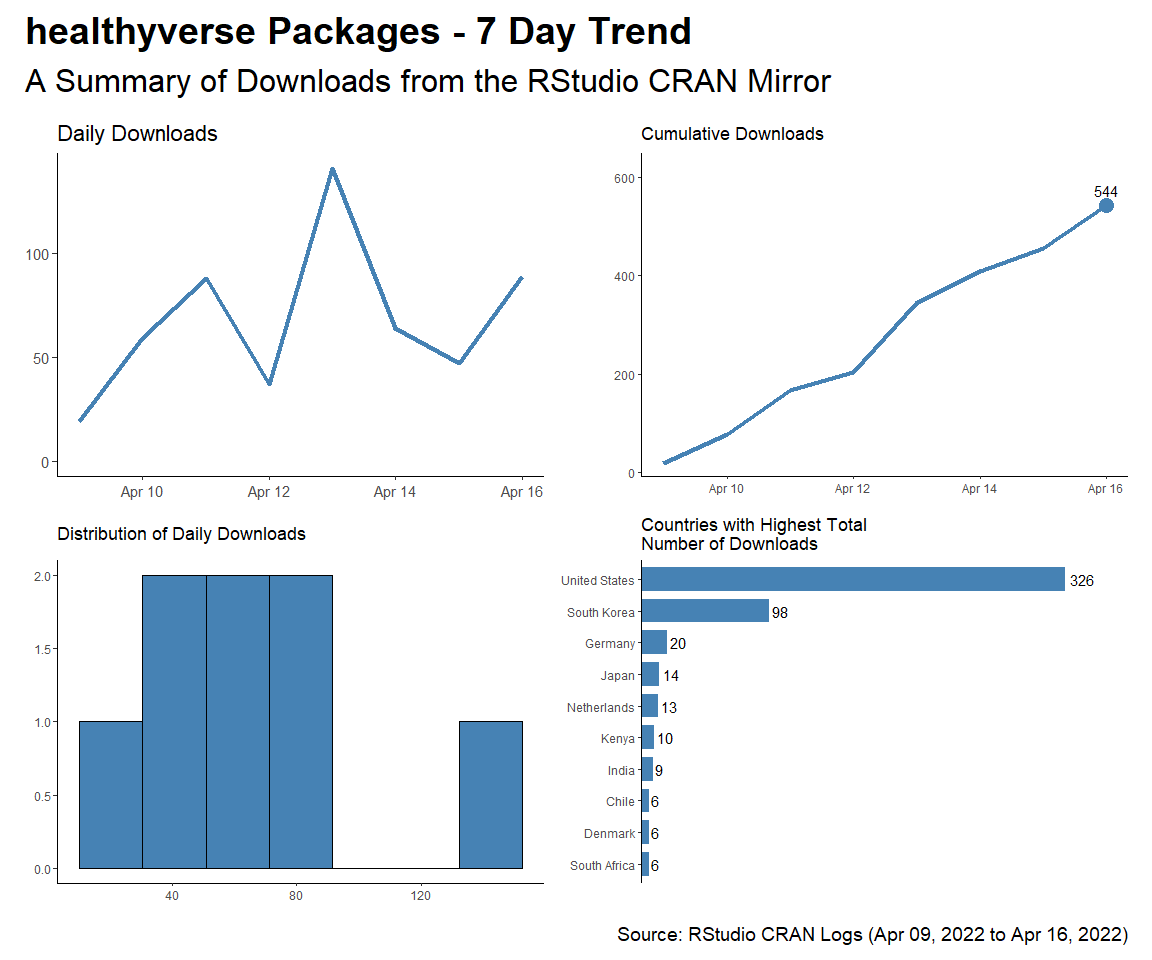 healthyverse Packages - 7 Day Trend
A Summary of Downloads from the RStudio CRAN Mirror
Daily Downloads
100
50
0
Apr 10 Apr 12 Apr 14 Apr 16
Cumulative Downloads
600
544
400
200
0
Apr 10 Apr 12 Apr 14 Apr 16
Distribution of Daily Downloads
2.0
1.5
1.0
0.5
0.0
40 80 120
Countries with Highest Total
Number of Downloads
United States 326
South Korea 98
Germany 20
Japan 14
Netherlands 13
Kenya 10
India 9
Chile 6
Denmark 6
South Africa 6
Source: RStudio CRAN Logs (Apr 09, 2022 to Apr 16, 2022)